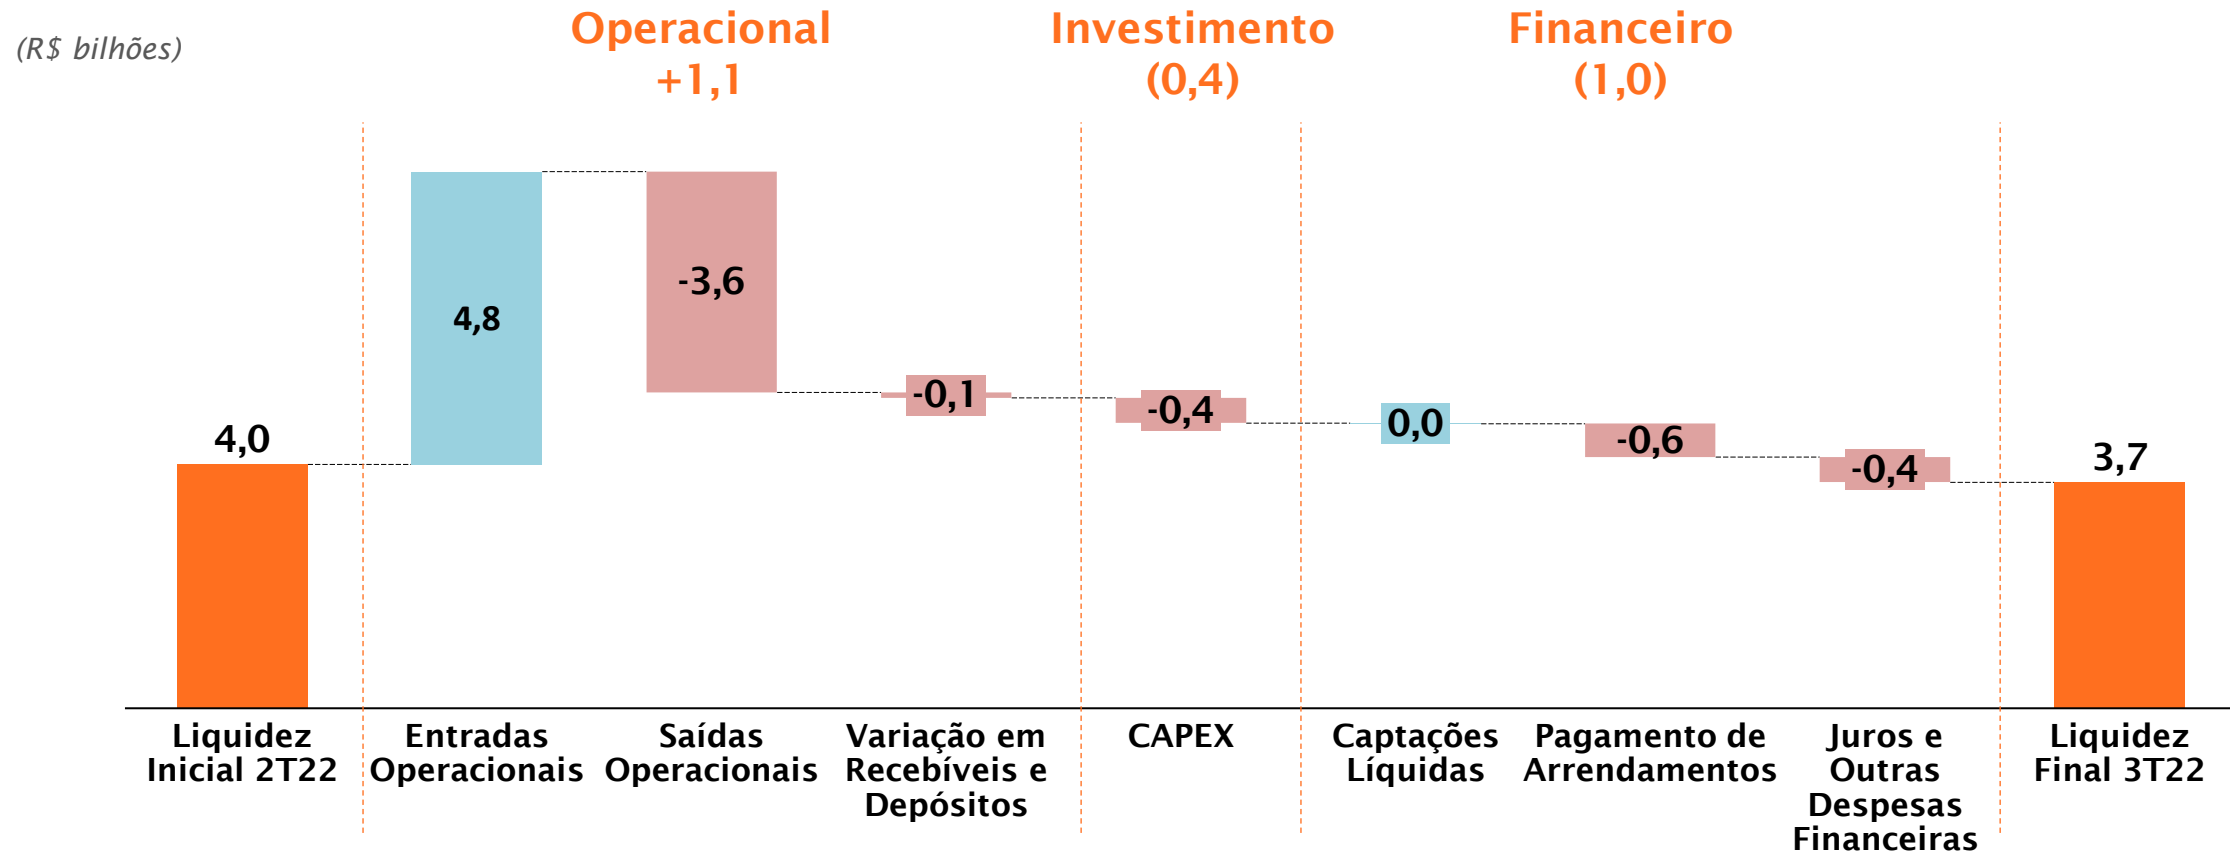 (R$ bilhões)
Operacional
+1,1
Investimento
(0,4)
Financeiro
(1,0)
4,0
4,8
-3,6
-0,1
-0,4
0,0
-0,6
-0,4
3,7
Liquidez
Inicial 2T22
Entradas
Operacionais
Saídas
Operacionais
Variação em
Recebíveis e
Depósitos
CAPEX
Captações
Líquidas
Pagamento de
Arrendamentos
Juros e
Outras
Despesas
Financeiras
Liquidez
Final 3T22